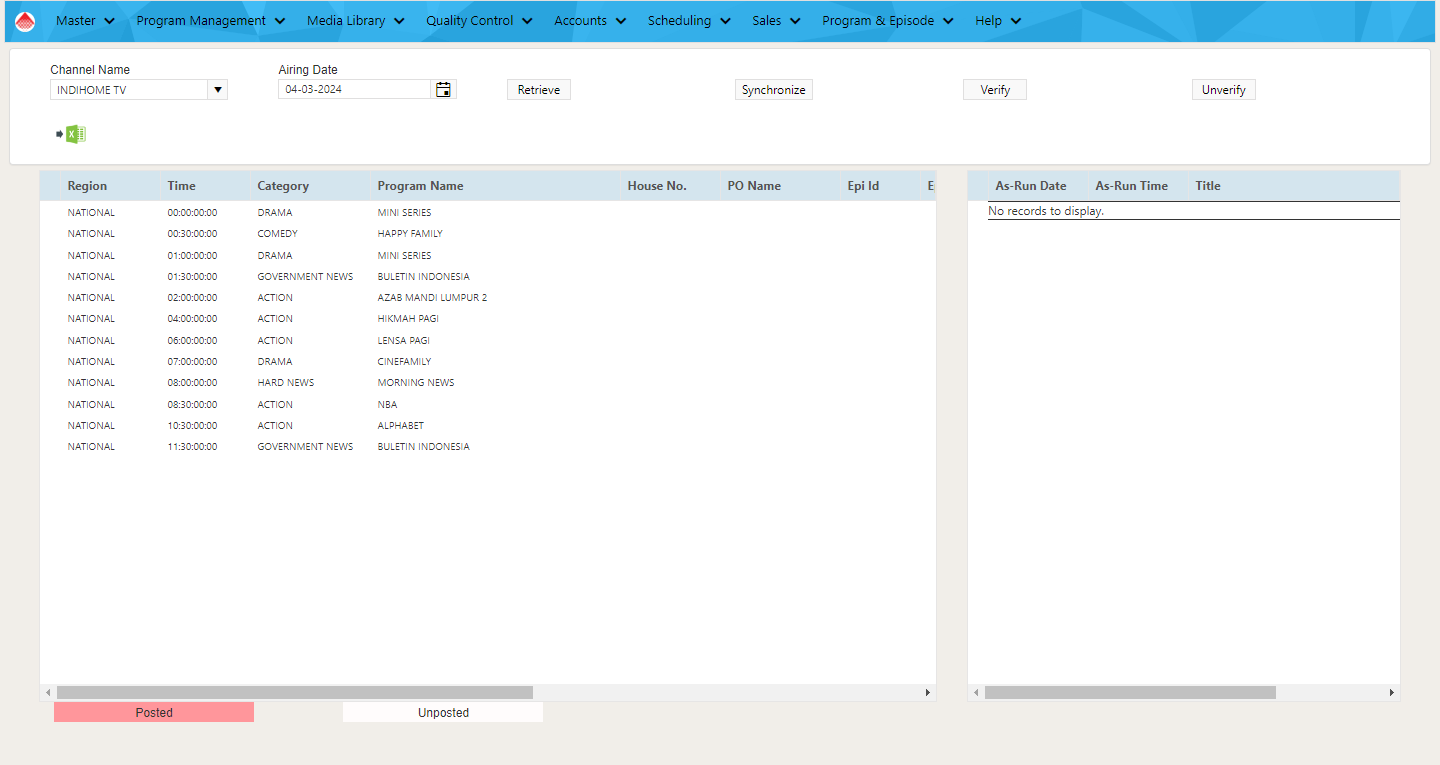 Master Program Management Media Library Quality Control Accounts Scheduling Sales Program & Episode Help
Channel Name Airing Date
INDIHOME TV 04-03-2024 Retrieve Synchronize Verify Unverify
Region Time Category Program Name House No. PO Name Epi Id As-Run Date As-Run Time Title
No records to display.
NATIONAL 00:00:00:00 DRAMA MINI SERIES
NATIONAL 00:30:00:00 COMEDY HAPPY FAMILY
NATIONAL 01:00:00:00 DRAMA MINI SERIES
NATIONAL 01:30:00:00 GOVERNMENT NEWS BULETIN INDONESIA
NATIONAL 02:00:00:00 ACTION AZAB MANDI LUMPUR 2
NATIONAL 04:00:00:00 ACTION HIKMAH PAGI
NATIONAL 06:00:00:00 ACTION LENSA PAGI
NATIONAL 07:00:00:00 DRAMA CINEFAMILY
NATIONAL 08:00:00:00 HARD NEWS MORNING NEWS
NATIONAL 08:30:00:00 ACTION NBA
NATIONAL 10:30:00:00 ACTION ALPHABET
NATIONAL 11:30:00:00 GOVERNMENT NEWS BULETIN INDONESIA
Posted Unposted